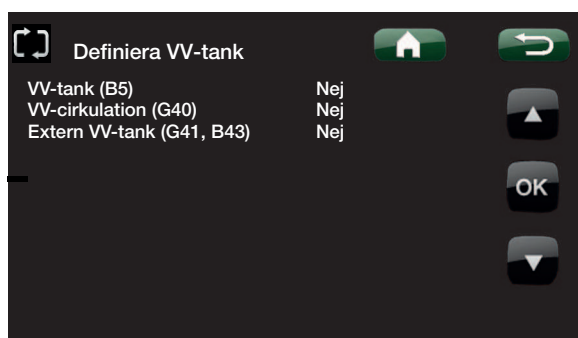 Definiera VV-tank
VV-tank (B5) Nej
VV-cirkulation (G40) Nej
Extern VV-tank (G41, B43) Nej
OK